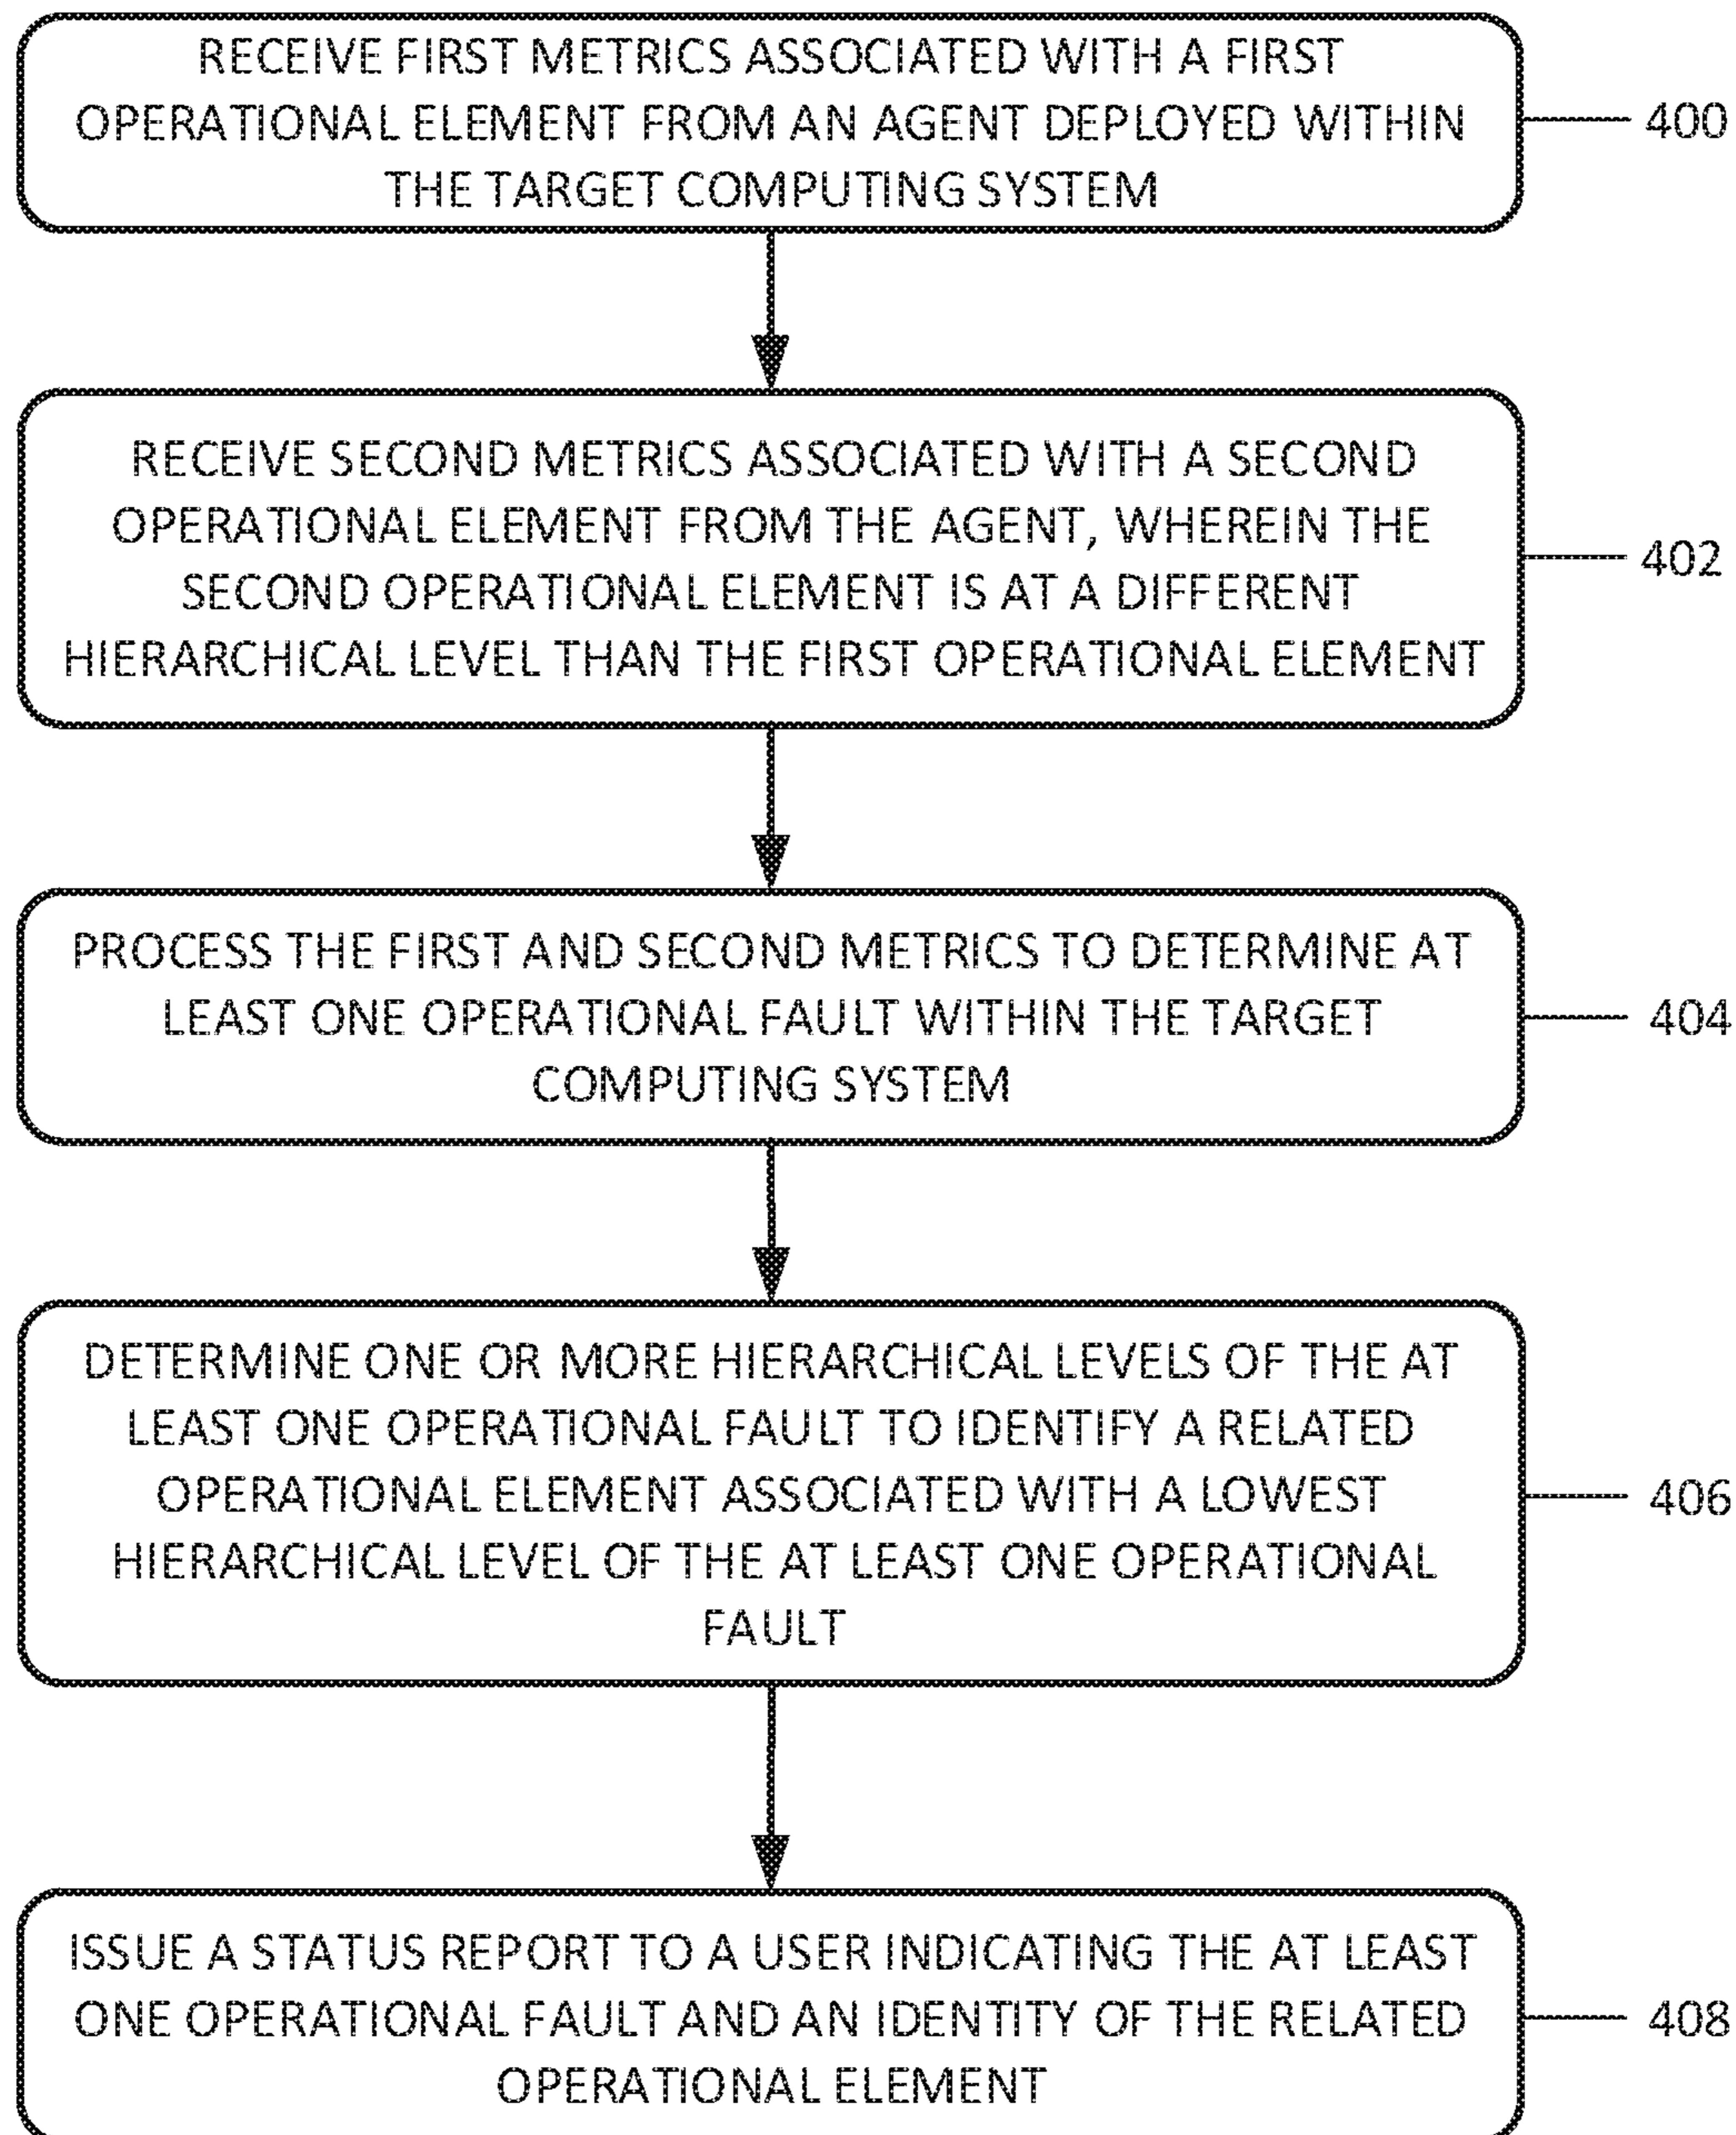 RECEIVE FIRST METRICS ASSOCIATED WITH A FIRST
OPERATIONAL ELEMENT FROM AN AGENT DEPLOYED WITHIN
THE TARGET COMPUTING SYSTEM
400
RECEIVE SECOND METRICS ASSOCIATED WITH A SECOND
OPERATIONAL ELEMENT FROM THE AGENT, WHEREIN THE
SECOND OPERATIONAL ELEMENT IS AT A DIFFERENT
HIERARCHICAL LEVEL THAN THE FIRST OPERATIONAL ELEMENT
402
PROCESS THE FIRST AND SECOND METRICS TO DETERMINE AT
LEAST ONE OPERATIONAL FAULT WITHIN THE TARGET
COMPUTING SYSTEM
404
DETERMINE ONE OR MORE HIERARCHICAL LEVELS OF THE AT
LEAST ONE OPERATIONAL FAULT TO IDENTIFY A RELATED
OPERATIONAL ELEMENT ASSOCIATED WITH A LOWEST
HIERARCHICAL LEVEL OF THE AT LEAST ONE OPERATIONAL
FAULT
406
ISSUE A STATUS REPORT TO A USER INDICATING THE AT LEAST
ONE OPERATIONAL FAULT AND AN IDENTITY OF THE RELATED
OPERATIONAL ELEMENT
408